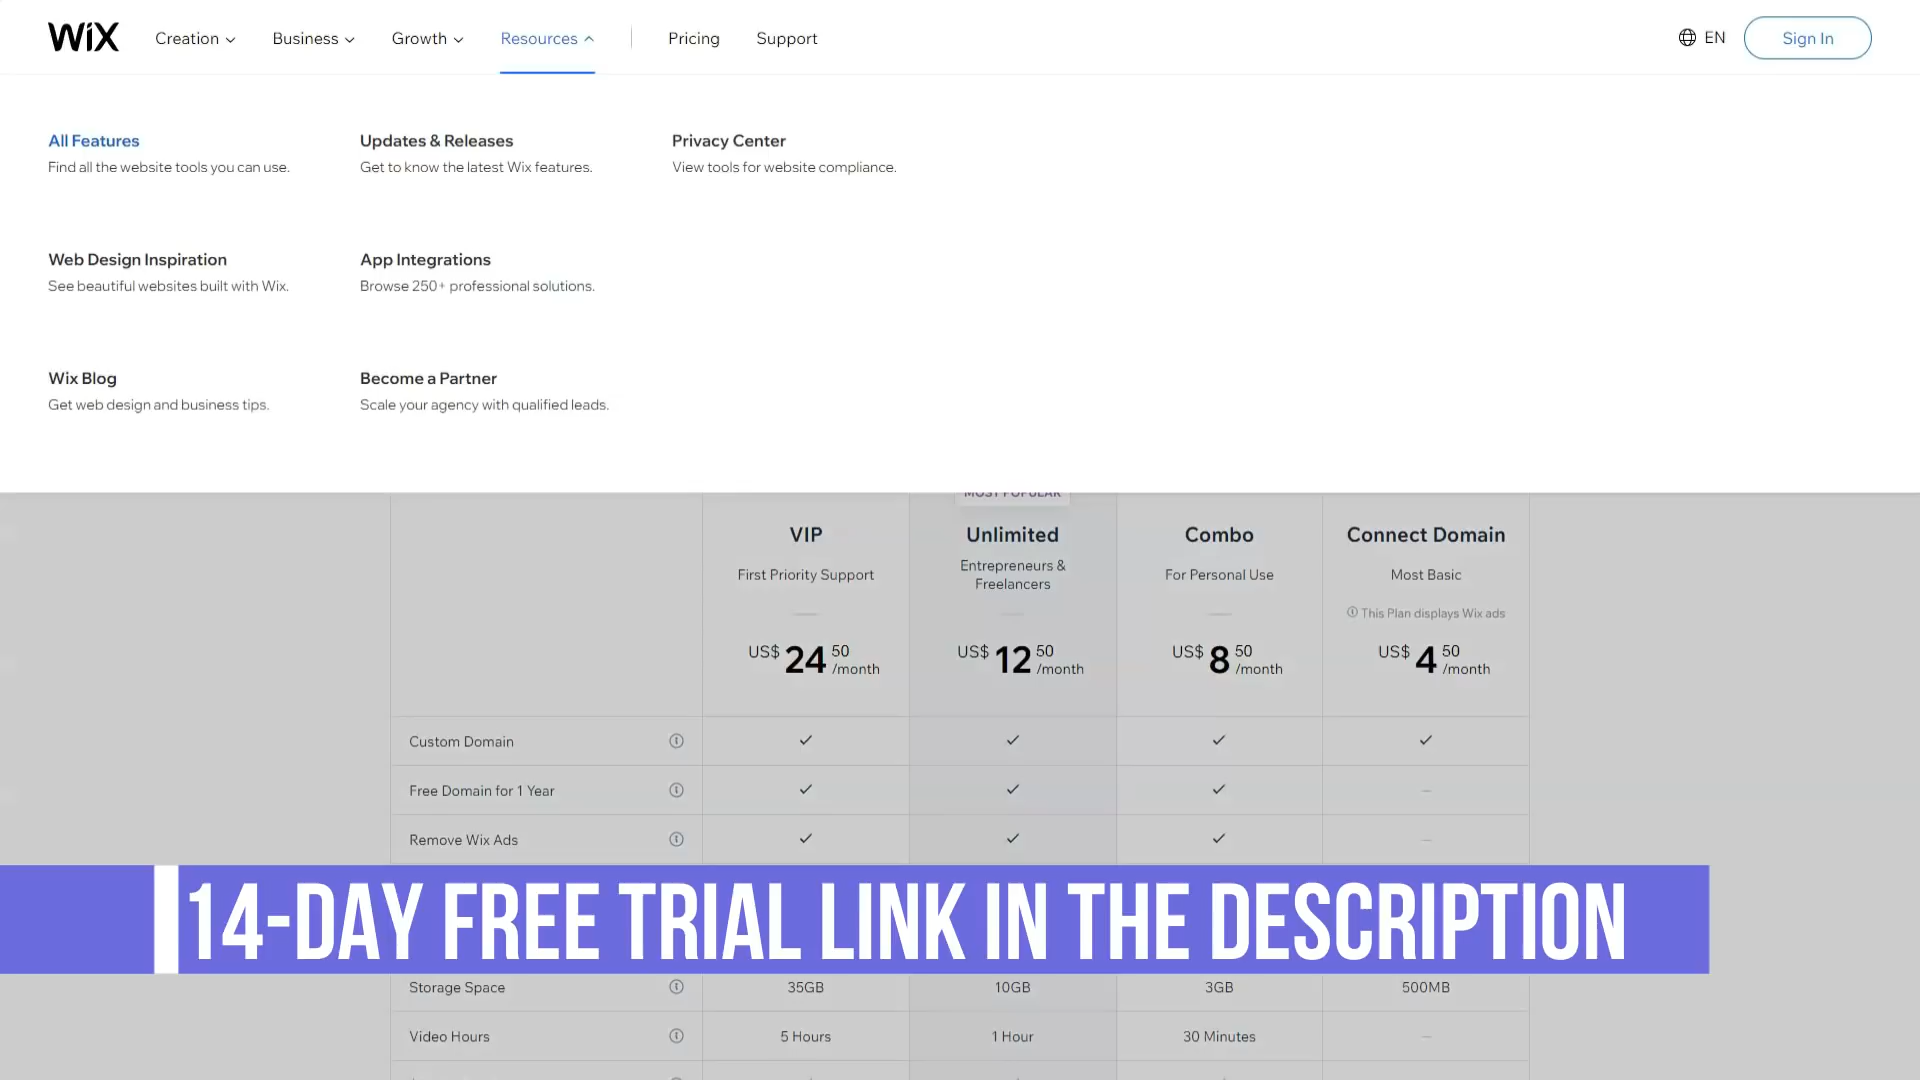 WiX
Creation
Business
Growth
Resources
Pricing
Support
EN
Sign In
All Features
Find all the website tools you can use.
Updates & Releases
Get to know the latest Wix features.
Privacy Center
View tools for website compliance.
Web Design Inspiration
See beautiful websites built with Wix.
App Integrations
Browse 250+ professional solutions.
Wix Blog
Get web design and business tips.
Become a Partner
Scale your agency with qualified leads.
MOST POPULAR
VIP
Unlimited
Combo
Connect Domain
First Priority Support
Entrepreneurs &
Freelancers
For Personal Use
Most Basic
This Plan displays Wix ads
US$ 24 50 /month
US$ 12 50 /month
US$ 8 50 /month
US$ 4 50 /month
Custom Domain
Free Domain for 1 Year
Remove Wix Ads
14-DAY FREE TRIAL LINK IN THE DESCRIPTION
Storage Space
35GB
10GB
3GB
500MB
Video Hours
5 Hours
1 Hour
30 Minutes